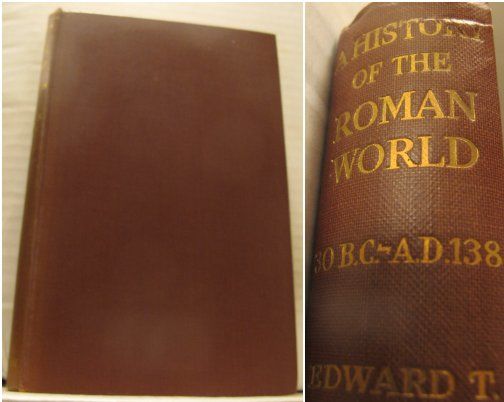 A HISTORY
OF THE
ROMAN
WORLD
30 B.C.-A.D.138
EDWARD T.